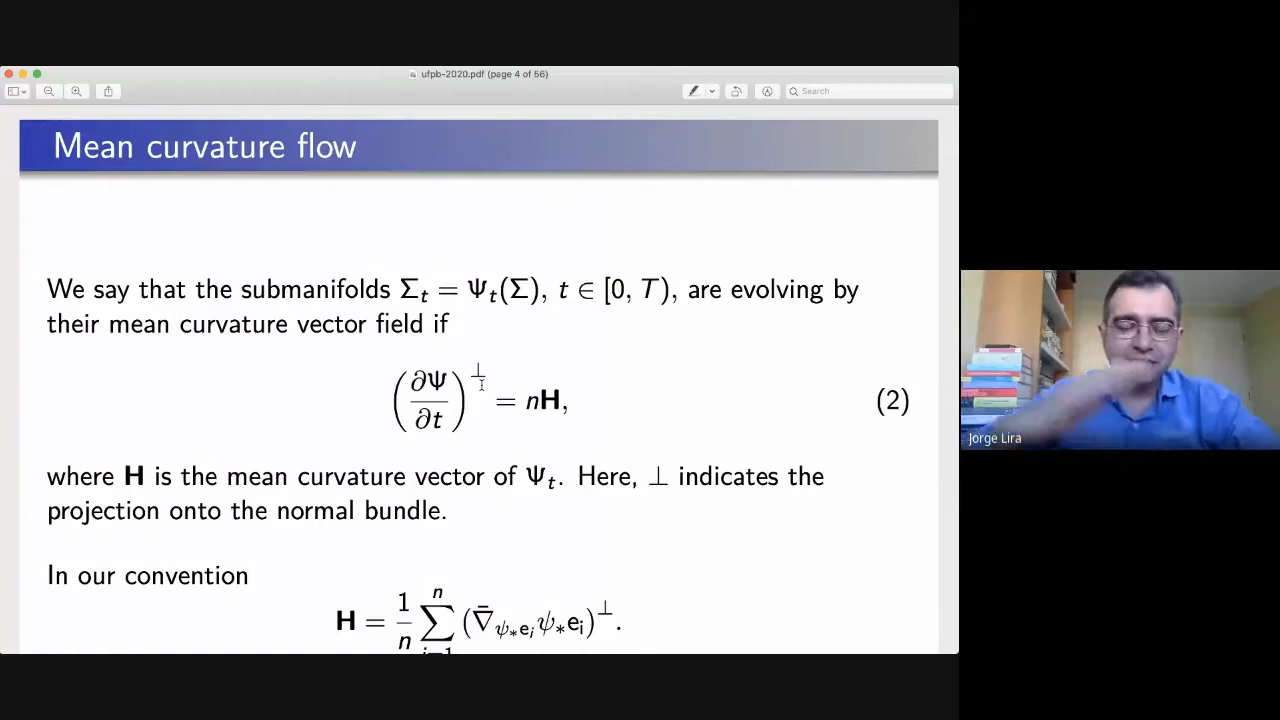 ufpb-2020.pdf (page 4 of 56)
Search
Mean curvature flow
We say that the submanifolds Σ_t = Ψ_t(Σ), t ∈ [0, T), are evolving by
their mean curvature vector field if
(∂Ψ/∂t)^⊥ = nH, (2)
where H is the mean curvature vector of Ψ_t. Here, ⊥ indicates the
projection onto the normal bundle.
In our convention
H = 1/n ∑_{i=1}^{n} (∇̄_{ψ_*e_i} ψ_*e_i)^⊥.
Jorge Lira